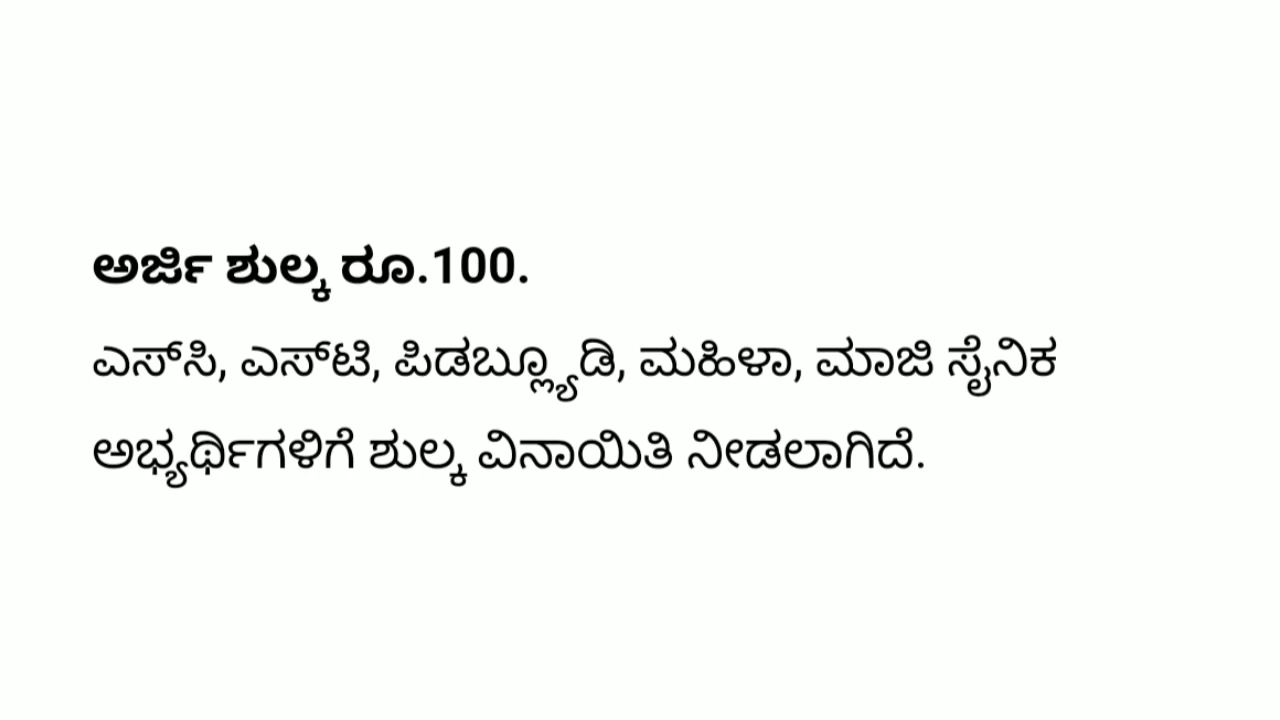 ಅರ್ಜಿ ಶುಲ್ಕ ರೂ.100.
ಎಸ್‌ಸಿ, ಎಸ್‌ಟಿ, ಪಿಡಬ್ಲ್ಯೂಡಿ, ಮಹಿಳಾ, ಮಾಜಿ ಸೈನಿಕ
ಅಭ್ಯರ್ಥಿಗಳಿಗೆ ಶುಲ್ಕ ವಿನಾಯಿತಿ ನೀಡಲಾಗಿದೆ.